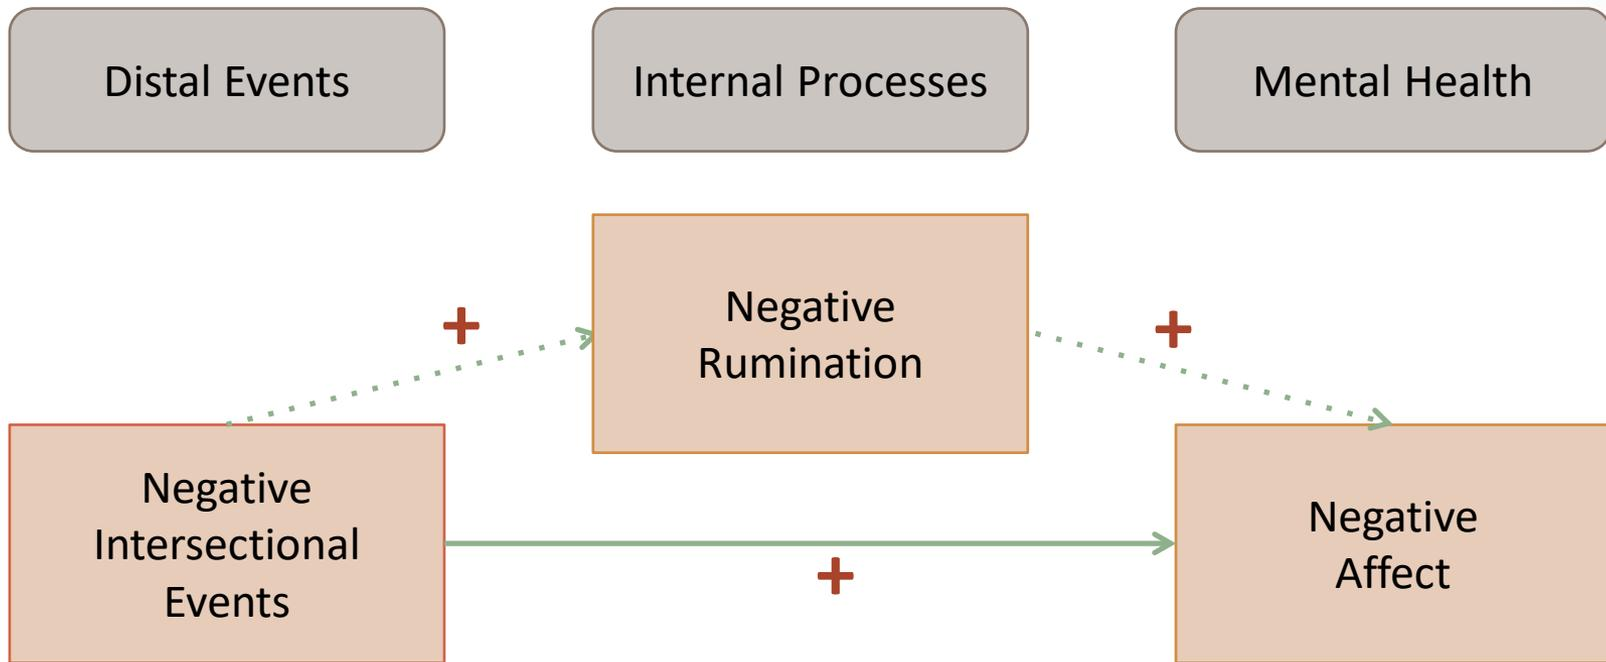 Distal Events
Internal Processes
Mental Health
Negative
Rumination
+
+
Negative
Intersectional
Events
+
Negative
Affect